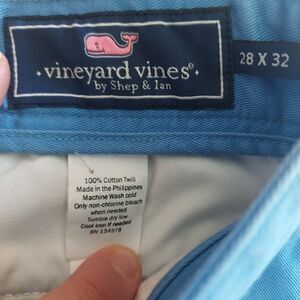 vineyard vines®
by Shep & Ian
28 X 32
100% Cotton Twill
Made in the Philippines
Machine Wash cold
Only non-chlorine bleach
when needed
Tumble dry low
Cool iron if needed
RN 134678